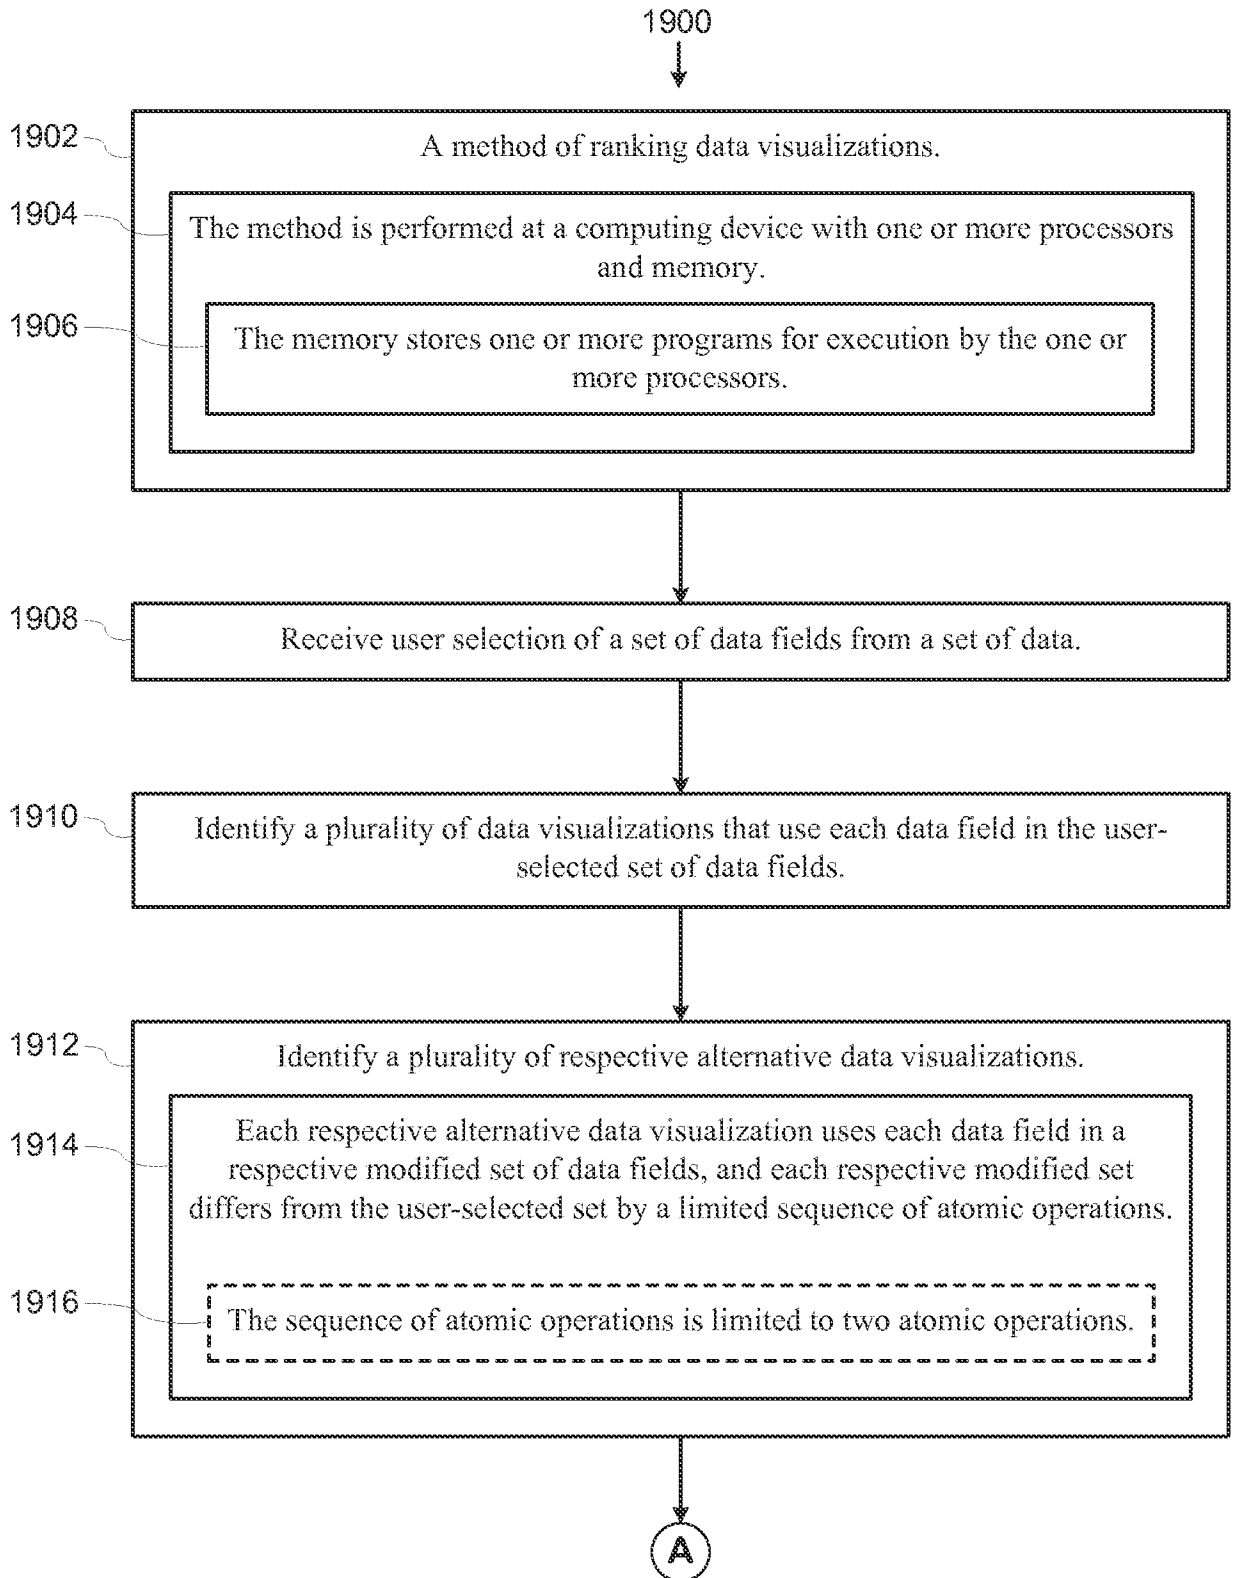 1900
1902
A method of ranking data visualizations.
1904
The method is performed at a computing device with one or more processors
and memory.
1906
The memory stores one or more programs for execution by the one or
more processors.
1908
Receive user selection of a set of data fields from a set of data.
1910
Identify a plurality of data visualizations that use each data field in the user-
selected set of data fields.
1912
Identify a plurality of respective alternative data visualizations.
1914
Each respective alternative data visualization uses each data field in a
respective modified set of data fields, and each respective modified set
differs from the user-selected set by a limited sequence of atomic operations.
1916
The sequence of atomic operations is limited to two atomic operations.
A